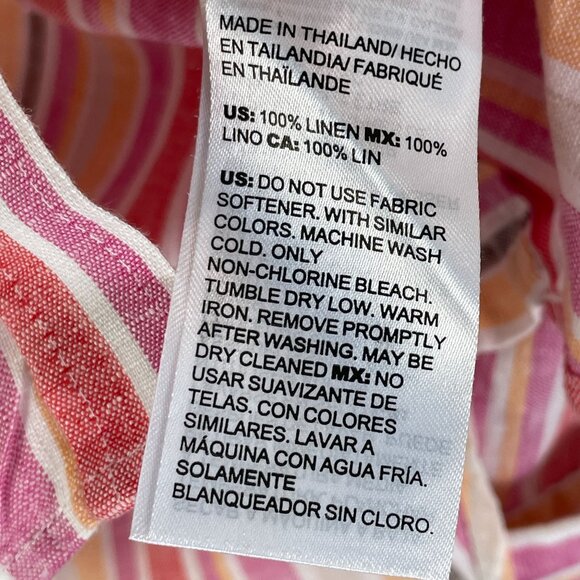 MADE IN THAILAND/ HECHO
EN TAILANDIA/ FABRIQUÉ
EN THAÏLANDE
US: 100% LINEN MX: 100%
LINO CA: 100% LIN
US: DO NOT USE FABRIC
SOFTENER. WITH SIMILAR
COLORS. MACHINE WASH
COLD. ONLY
NON-CHLORINE BLEACH.
TUMBLE DRY LOW. WARM
IRON. REMOVE PROMPTLY
AFTER WASHING. MAY BE
DRY CLEANED MX: NO
USAR SUAVIZANTE DE
TELAS. CON COLORES
SIMILARES. LAVAR A
MÁQUINA CON AGUA FRÍA.
SOLAMENTE
BLANQUEADOR SIN CLORO.